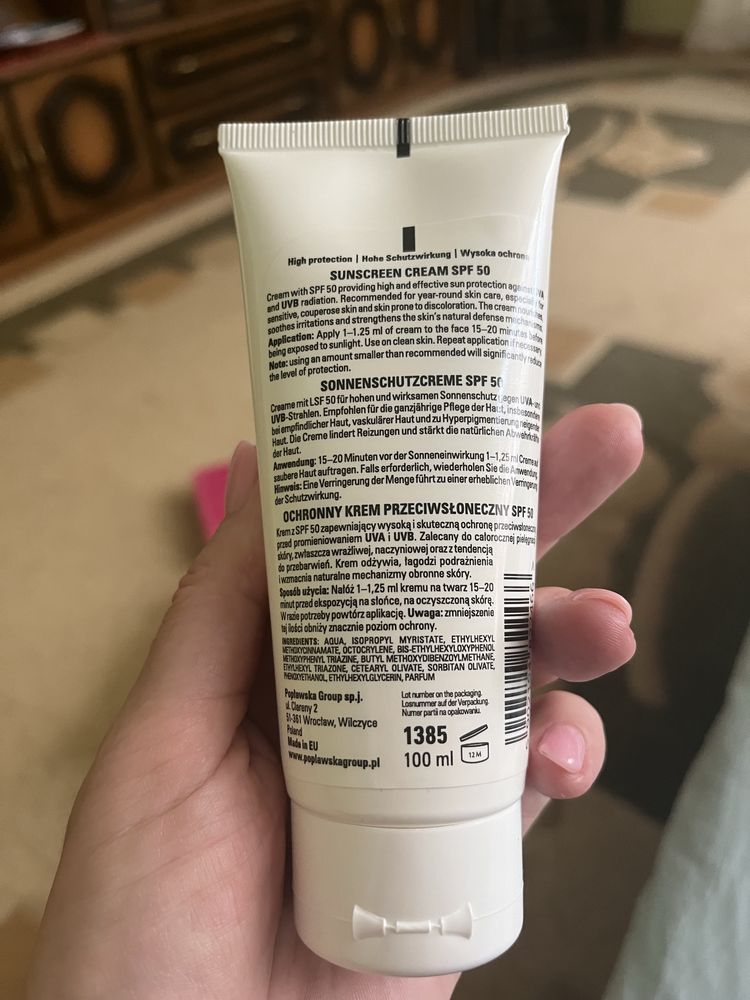 High protection | Hohe Schutzwirkung | Wysoka ochrona
SUNSCREEN CREAM SPF 50
Cream with SPF 50 providing high and effective sun protection against UVA
and UVB radiation. Recommended for year-round skin care, especially for
sensitive, couperose skin and skin prone to discoloration. The cream nourishes,
soothes irritations and strengthens the skin's natural defense mechanisms.
Application: Apply 1–1,25 ml of cream to the face 15–20 minutes before
being exposed to sunlight. Use on clean skin. Repeat application if necessary.
Note: using an amount smaller than recommended will significantly reduce
the level of protection.
SONNENSCHUTZCREME SPF 50
Creame mit LSF 50 für hohen und wirksamen Sonnenschutz gegen UVA- und
UVB-Strahlen. Empfohlen für die ganzjährige Pflege der Haut, insbesondere
bei empfindlicher Haut, vaskulärer Haut und zu Hyperpigmentierung neigender
Haut. Die Creme lindert Reizungen und stärkt die natürlichen Abwehrkräfte
der Haut.
Anwendung: 15–20 Minuten vor der Sonneneinwirkung 1–1,25 ml Creme auf
saubere Haut auftragen. Falls erforderlich, wiederholen Sie die Anwendung.
Hinweis: Eine Verringerung der Menge führt zu einer erheblichen Verringerung
der Schutzwirkung.
OCHRONNY KREM PRZECIWSŁONECZNY SPF 50
Krem z SPF 50 zapewniający wysoką i skuteczną ochronę przeciwsłoneczną
przed promieniowaniem UVA i UVB. Zalecany do całorocznej pielęgnacji
skóry, zwłaszcza wrażliwej, naczyniowej oraz z tendencją
do przebarwień. Krem odżywia, łagodzi podrażnienia
i wzmacnia naturalne mechanizmy obronne skóry.
Sposób użycia: Nałóż 1–1,25 ml kremu na twarz 15–20
minut przed ekspozycją na słońce, na oczyszczoną skórę.
W razie potrzeby powtórz aplikację. Uwaga: zmniejszenie
tej ilości obniży znacznie poziom ochrony.
INGREDIENTS: AQUA, ISOPROPYL MYRISTATE, ETHYLHEXYL
METHOXYCINNAMATE, OCTOCRYLENE, BIS-ETHYLHEXYLOXYPHENOL
METHOXYPHENYL TRIAZINE, BUTYL METHOXYDIBENZOYLMETHANE,
ETHYLHEXYL TRIAZONE, CETEARYL OLIVATE, SORBITAN OLIVATE,
PHENOXYETHANOL, ETHYLHEXYLGLYCERIN, PARFUM
Popławska Group sp.j.
ul. Clareny 2
51-361 Wrocław, Wilczyce
Poland
Made in EU
www.poplawskagroup.pl
Lot number on the packaging.
Losnummer auf der Verpackung.
Numer partii na opakowaniu.
1385
100 ml
12 M